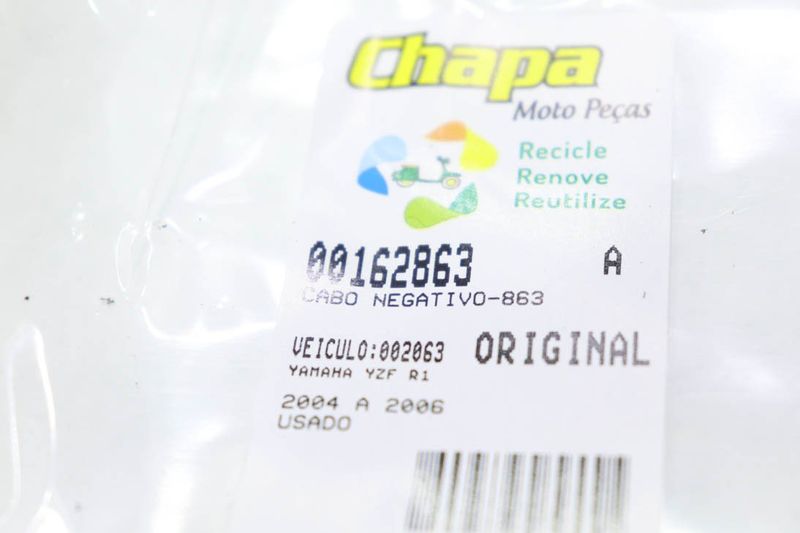 Chapa
Moto Peças
Recicle
Renove
Reutilize
00162863 A
CABO NEGATIVO-863
VEICULO:002063 ORIGINAL
YAMAHA YZF R1
2004 A 2006
USADO